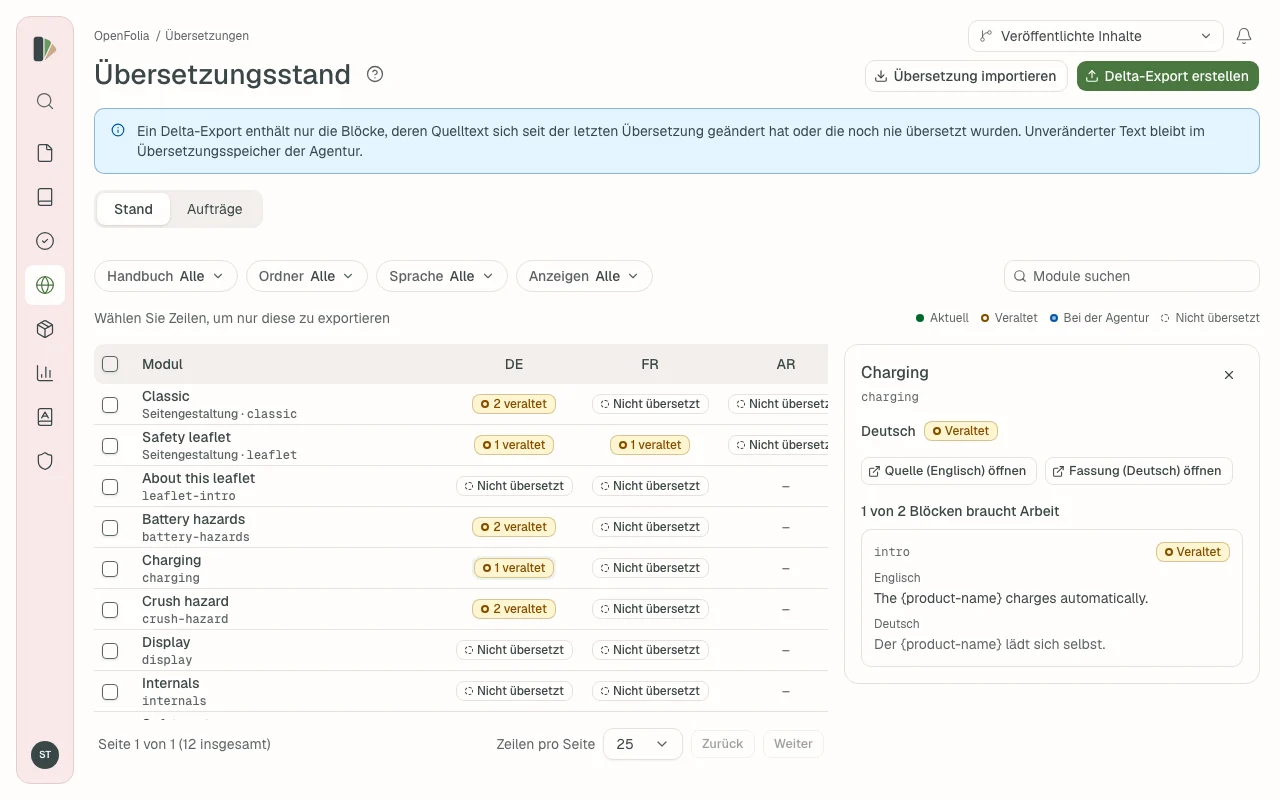 OpenFolia / Übersetzungen
Veröffentlichte Inhalte
Übersetzungsstand
Übersetzung importieren
Delta-Export erstellen
Ein Delta-Export enthält nur die Blöcke, deren Quelltext sich seit der letzten Übersetzung geändert hat oder die noch nie übersetzt wurden. Unveränderter Text bleibt im
Übersetzungsspeicher der Agentur.
Stand Aufträge
Handbuch Alle Ordner Alle Sprache Alle Anzeigen Alle
Module suchen
Wählen Sie Zeilen, um nur diese zu exportieren
Aktuell Veraltet Bei der Agentur Nicht übersetzt
Modul DE FR AR
Classic
Seitengestaltung · classic
2 veraltet Nicht übersetzt Nicht übersetzt
Safety leaflet
Seitengestaltung · leaflet
1 veraltet 1 veraltet Nicht übersetzt
About this leaflet
leaflet-intro
Nicht übersetzt Nicht übersetzt –
Battery hazards
battery-hazards
2 veraltet Nicht übersetzt –
Charging
charging
1 veraltet Nicht übersetzt –
Crush hazard
crush-hazard
2 veraltet Nicht übersetzt –
Display
display
Nicht übersetzt Nicht übersetzt –
Internals
internals
Nicht übersetzt Nicht übersetzt –
Seite 1 von 1 (12 insgesamt)
Zeilen pro Seite 25 Zurück Weiter
Charging
charging
Deutsch Veraltet
Quelle (Englisch) öffnen Fassung (Deutsch) öffnen
1 von 2 Blöcken braucht Arbeit
intro Veraltet
Englisch
The {product-name} charges automatically.
Deutsch
Der {product-name} lädt sich selbst.
ST